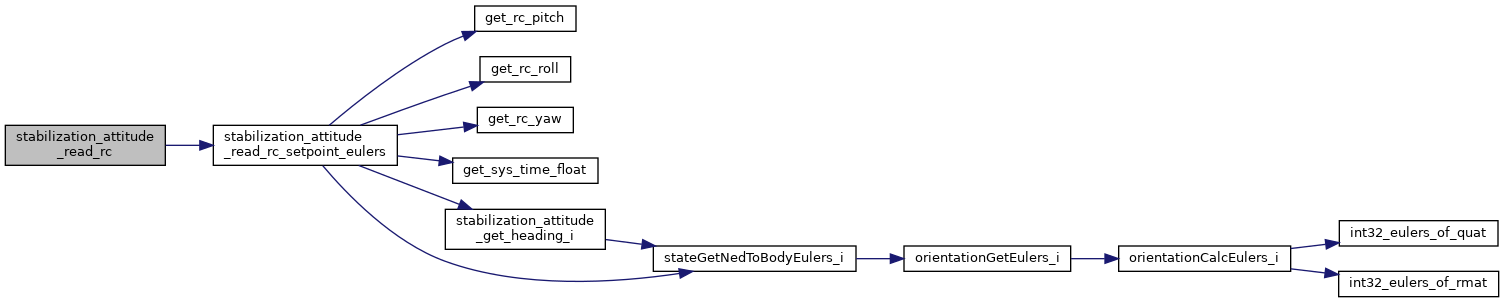 stabilization_attitude
_read_rc
stabilization_attitude
_read_rc_setpoint_eulers
get_rc_pitch
get_rc_roll
get_rc_yaw
get_sys_time_float
stabilization_attitude
_get_heading_i
stateGetNedToBodyEulers_i
orientationGetEulers_i
orientationCalcEulers_i
int32_eulers_of_quat
int32_eulers_of_rmat